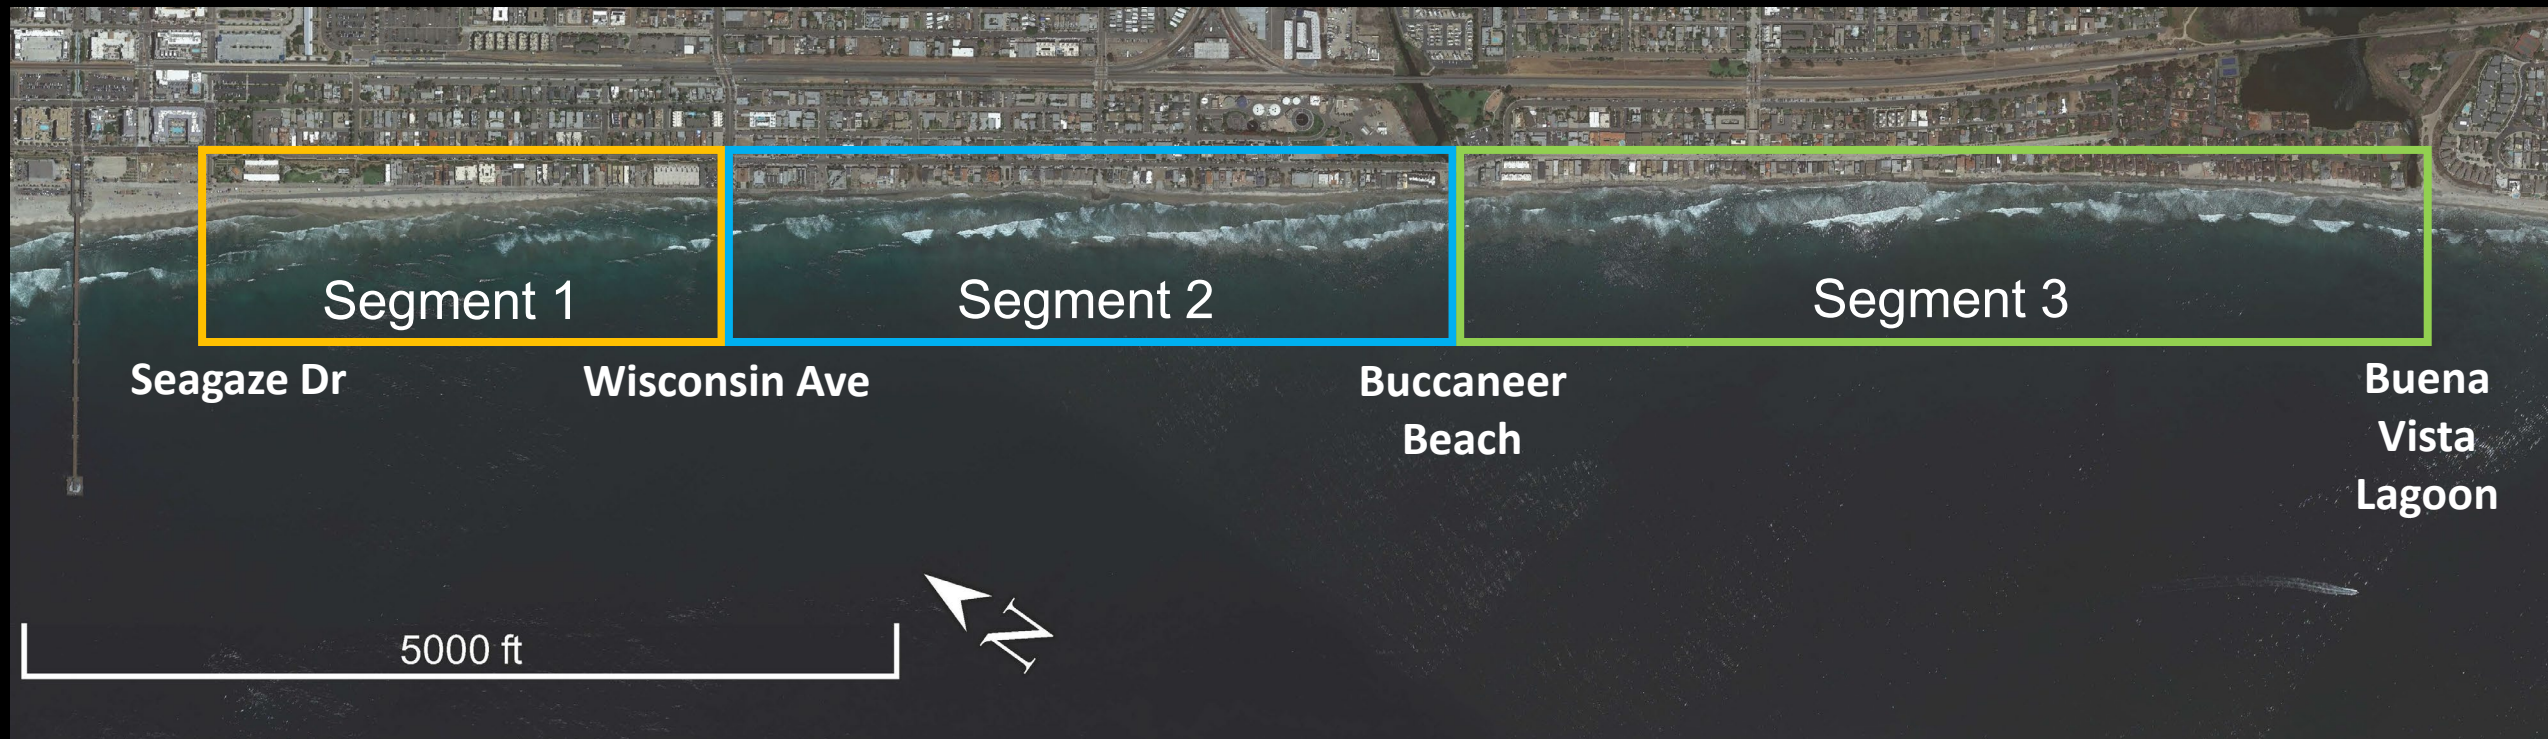 Segment 1
Segment 2
Segment 3
Seagaze Dr
Wisconsin Ave
Buccaneer
Beach
Buena
Vista
Lagoon
5000 ft
N